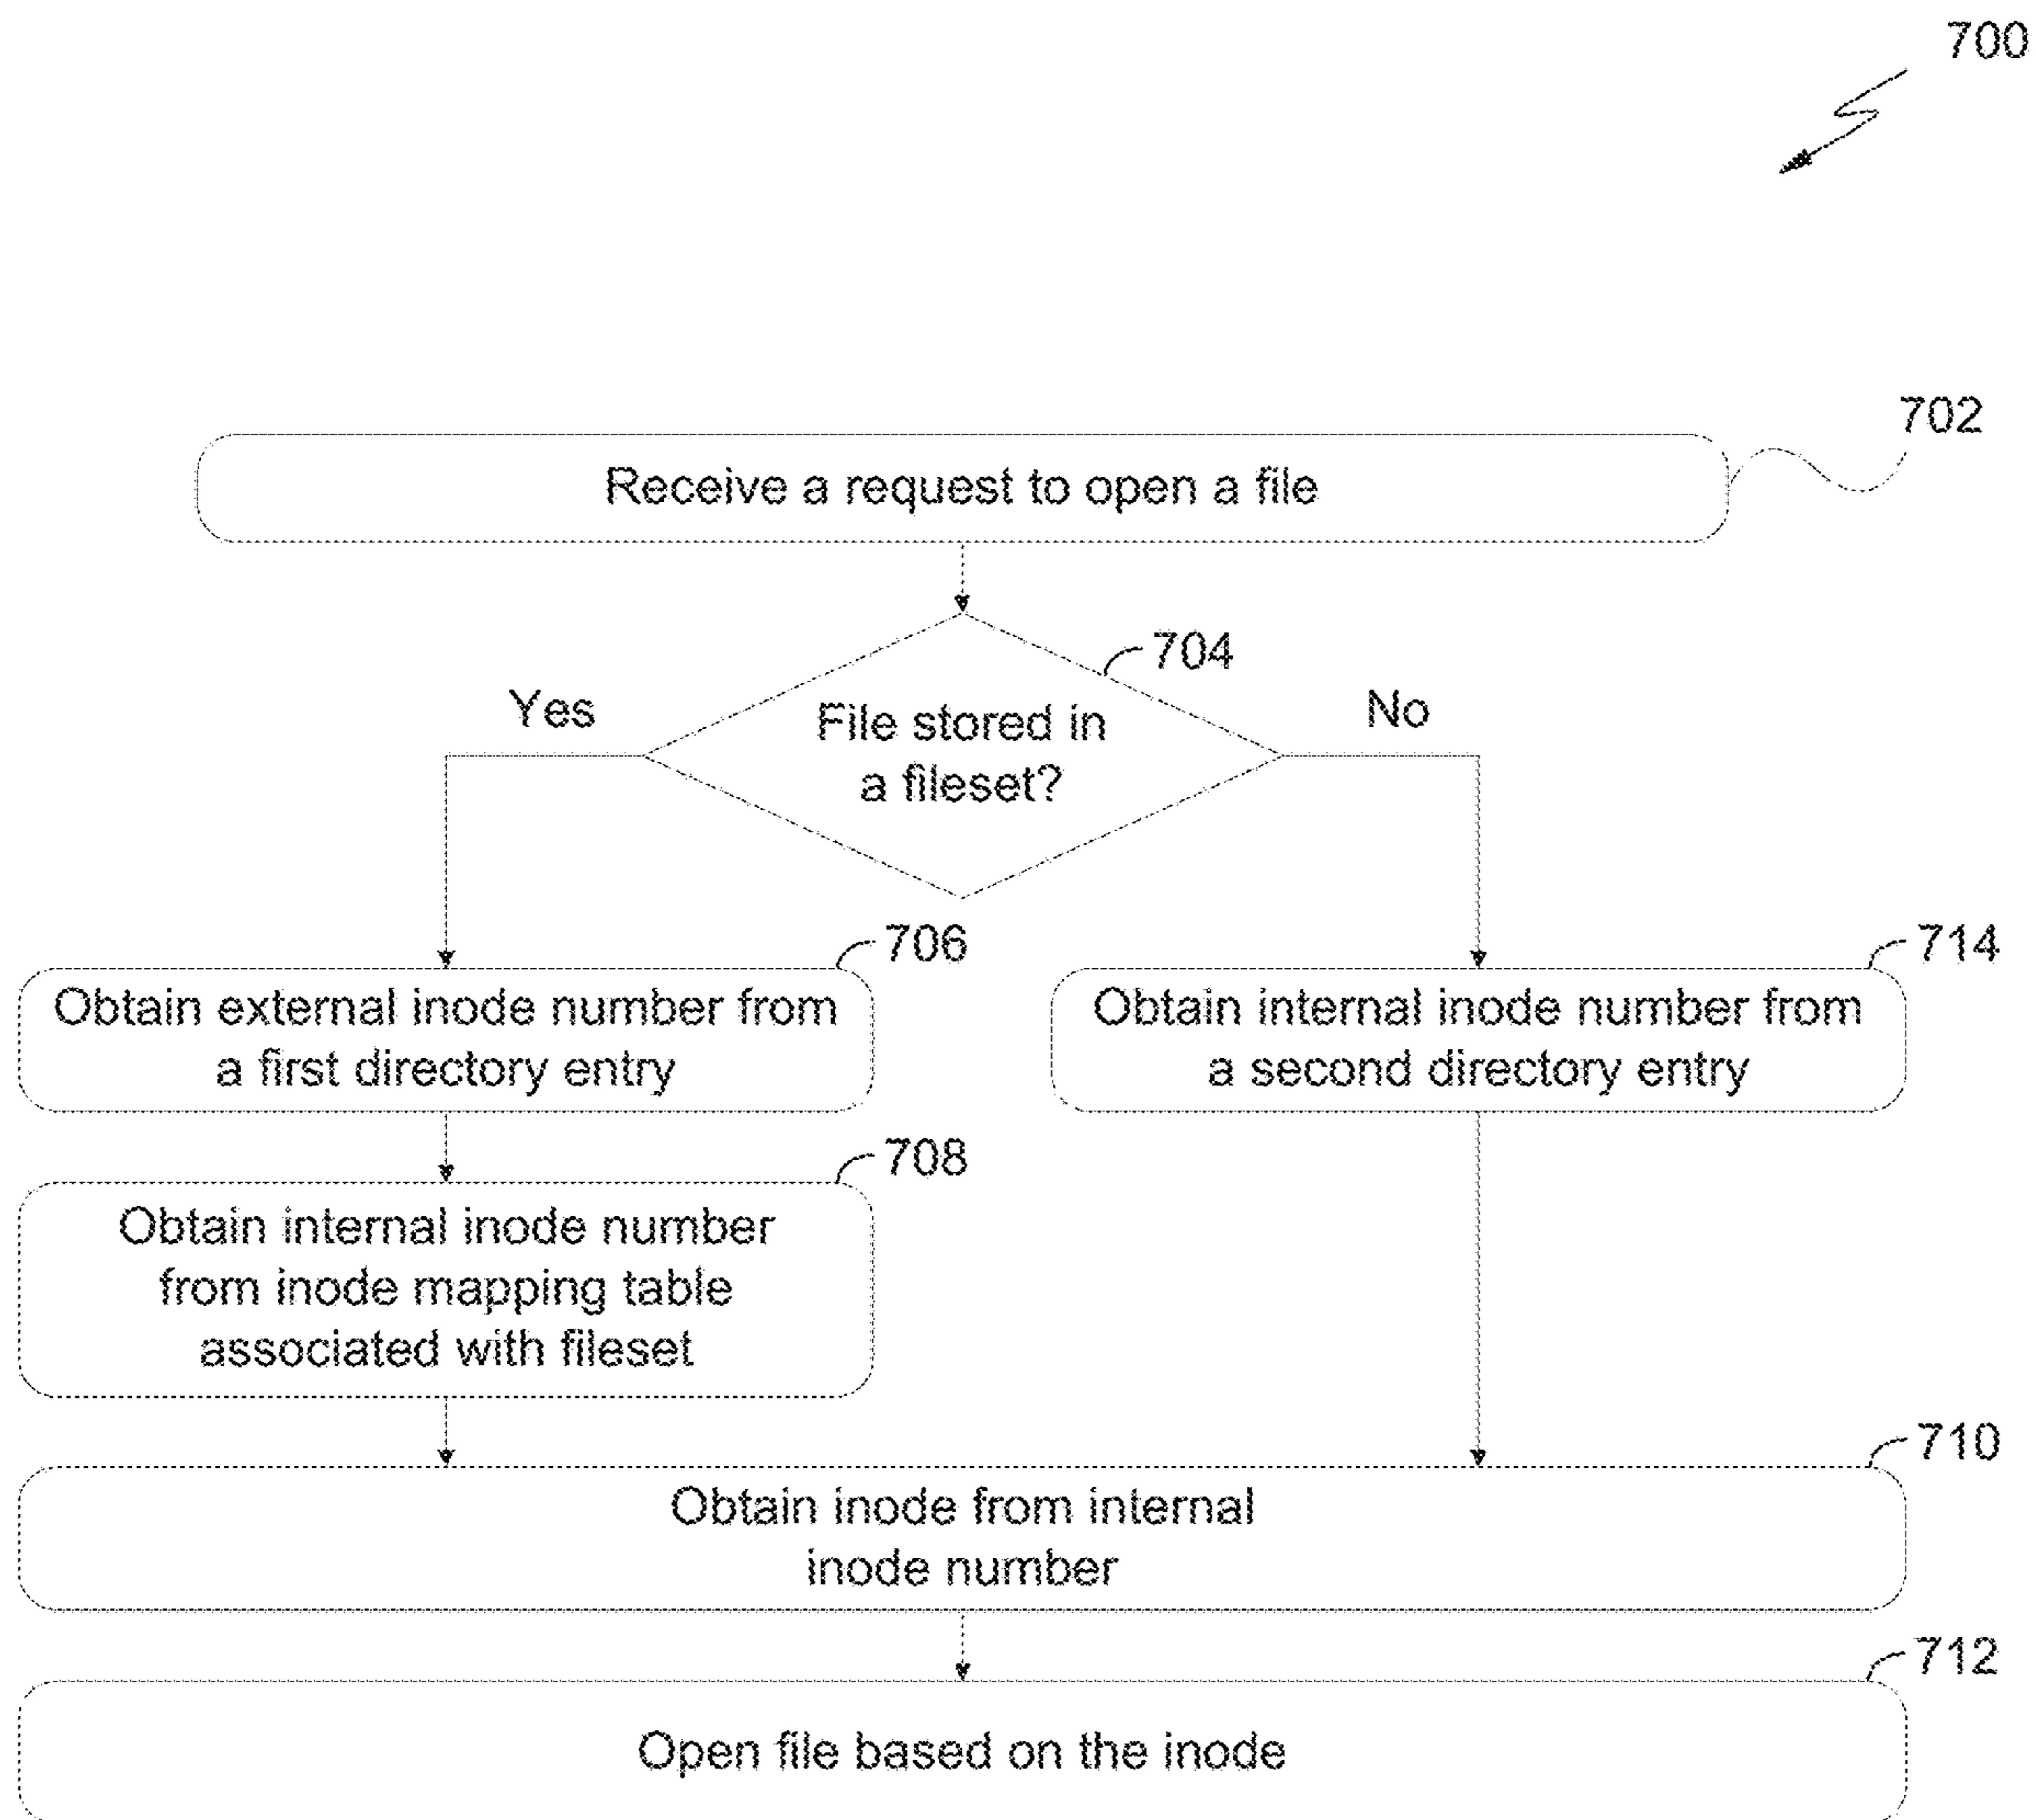 700
702
Receive a request to open a file
704
Yes
No
File stored in
a fileset?
706
714
Obtain external inode number from
a first directory entry
Obtain internal inode number from
a second directory entry
708
Obtain internal inode number
from inode mapping table
associated with fileset
710
Obtain inode from internal
inode number
712
Open file based on the inode